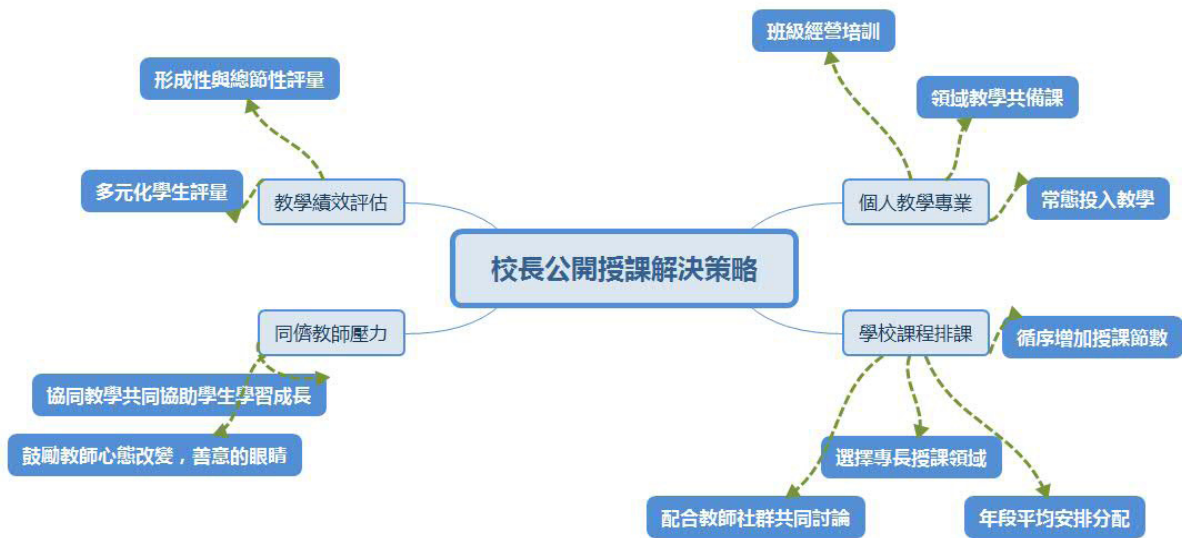 班級經營培訓
形成性與總節性評量
領域教學共備課
多元化學生評量
教學績效評估
個人教學專業
常態投入教學
校長公開授課解決策略
同儕教師壓力
學校課程排課
循序增加授課節數
協同教學共同協助學生學習成長
鼓勵教師心態改變，善意的眼睛
選擇專長授課領域
配合教師社群共同討論
年段平均安排分配